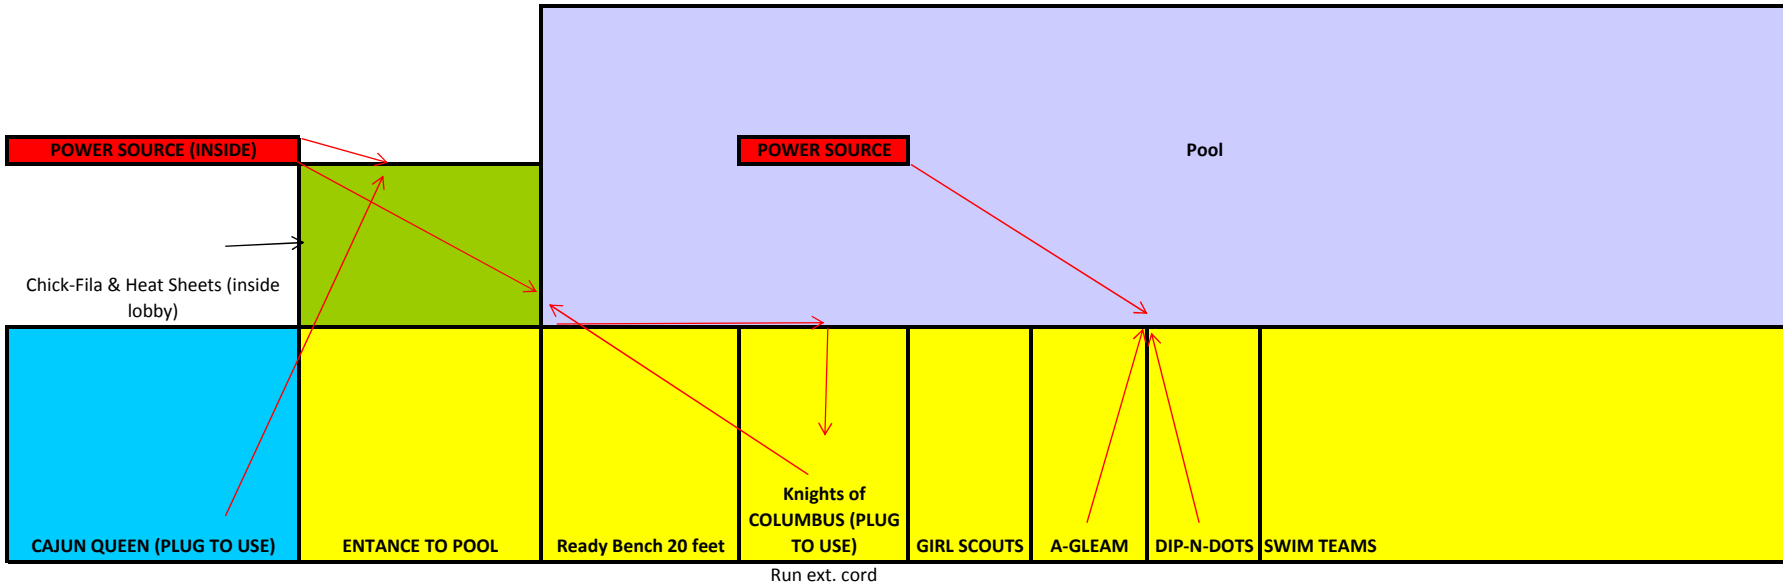 POWER SOURCE (INSIDE)
POWER SOURCE
Pool
Chick-Fila & Heat Sheets (inside
lobby)
CAJUN QUEEN (PLUG TO USE)
ENTANCE TO POOL
Ready Bench 20 feet
Knights of
COLUMBUS (PLUG
TO USE)
GIRL SCOUTS
A-GLEAM
DIP-N-DOTS
SWIM TEAMS
Run ext. cord